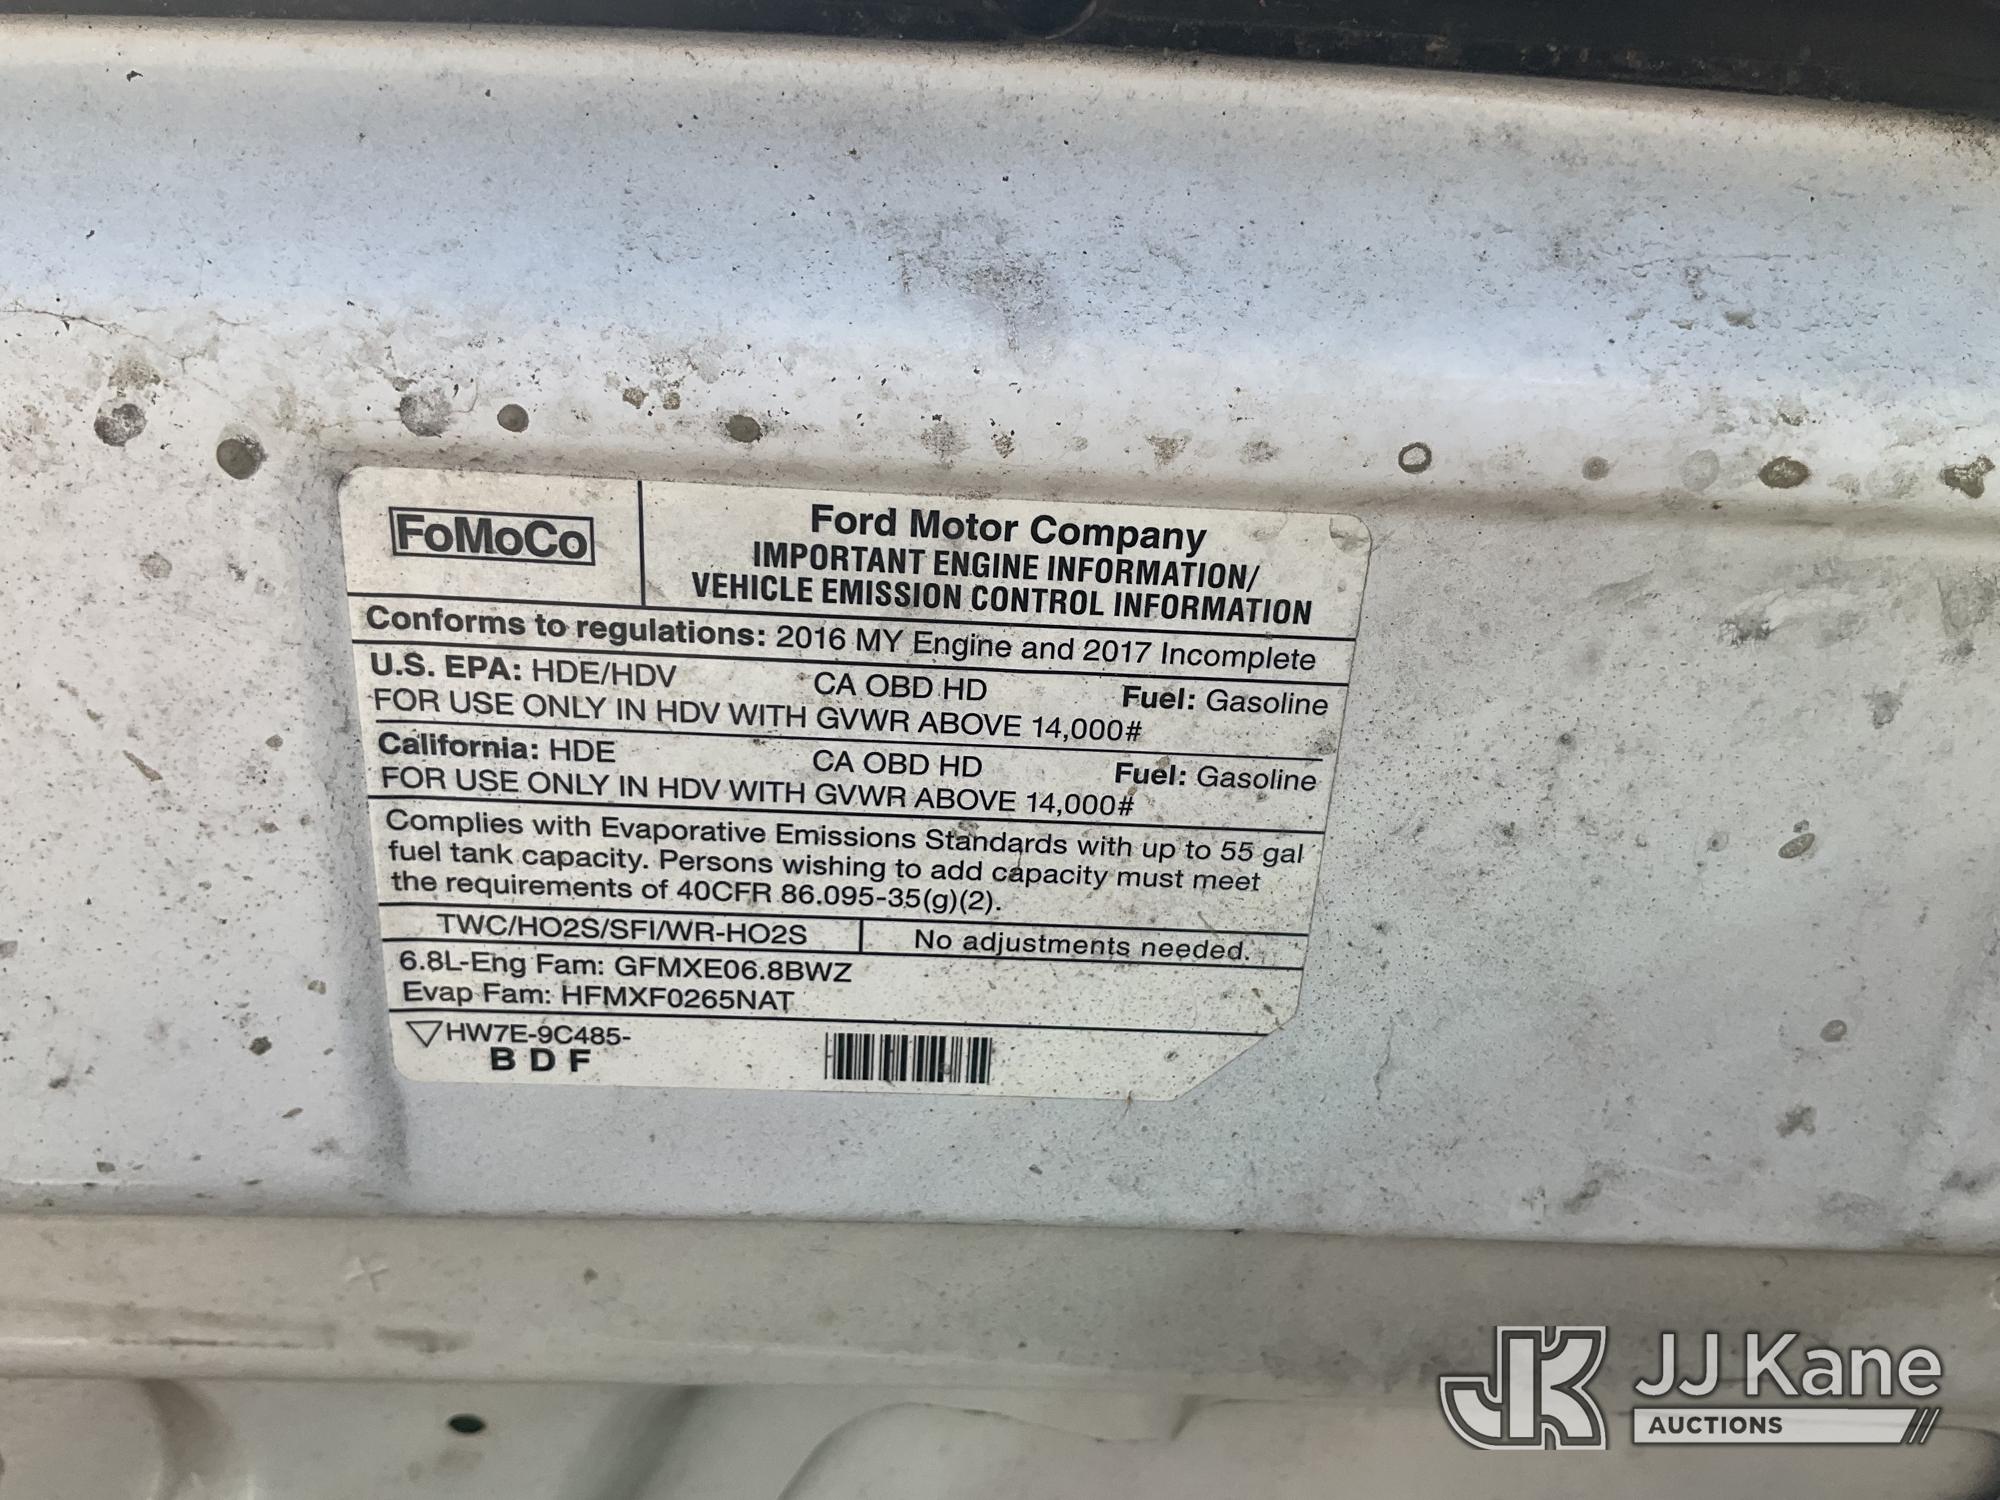 FoMoCo
Ford Motor Company
IMPORTANT ENGINE INFORMATION/
VEHICLE EMISSION CONTROL INFORMATION
Conforms to regulations: 2016 MY Engine and 2017 Incomplete
U.S. EPA: HDE/HDV CA OBD HD Fuel: Gasoline
FOR USE ONLY IN HDV WITH GVWR ABOVE 14,000#
California: HDE CA OBD HD Fuel: Gasoline
FOR USE ONLY IN HDV WITH GVWR ABOVE 14,000#
Complies with Evaporative Emissions Standards with up to 55 gal
fuel tank capacity. Persons wishing to add capacity must meet
the requirements of 40CFR 86.095-35(g)(2).
TWC/HO2S/SFI/WR-HO2S No adjustments needed.
6.8L-Eng Fam: GFMXE06.8BWZ
Evap Fam: HFMXF0265NAT
HW7E-9C485-
B D F
JK JJ Kane
AUCTIONS